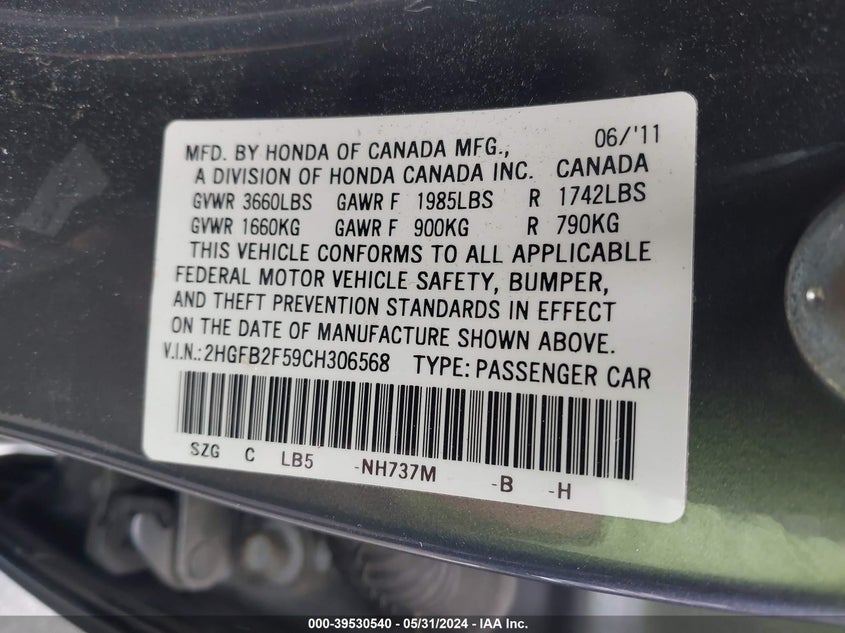 06/'11
MFD. BY HONDA OF CANADA MFG.,
A DIVISION OF HONDA CANADA INC. CANADA
GVWR 3660LBS GAWR F 1985LBS R 1742LBS
GVWR 1660KG GAWR F 900KG R 790KG
THIS VEHICLE CONFORMS TO ALL APPLICABLE
FEDERAL MOTOR VEHICLE SAFETY, BUMPER,
AND THEFT PREVENTION STANDARDS IN EFFECT
ON THE DATE OF MANUFACTURE SHOWN ABOVE.
V.I.N.: 2HGFB2F59CH306568 TYPE: PASSENGER CAR
SZG C LB5 -NH737M -B -H
000-39530540 - 05/31/2024 - IAA Inc.